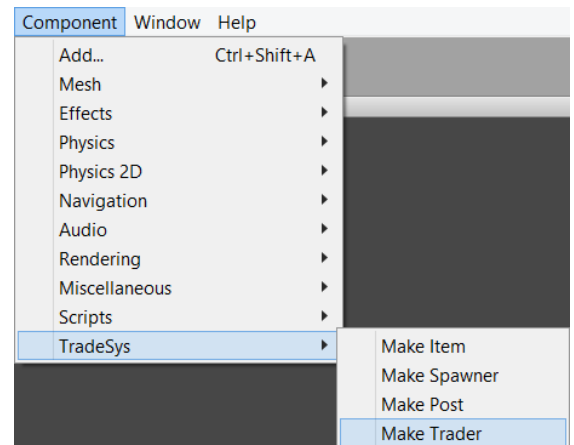 Component Window Help
Add... Ctrl+Shift+A
Mesh
Effects
Physics
Physics 2D
Navigation
Audio
Rendering
Miscellaneous
Scripts
TradeSys
Make Item
Make Spawner
Make Post
Make Trader